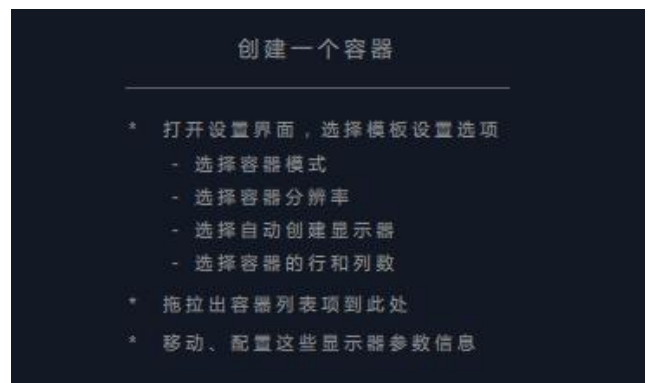 创建一个容器
* 打开设置界面，选择模板设置选项
- 选择容器模式
- 选择容器分辨率
- 选择自动创建显示器
- 选择容器的行和列数
* 拖拉出容器列表项到此处
* 移动、配置这些显示器参数信息